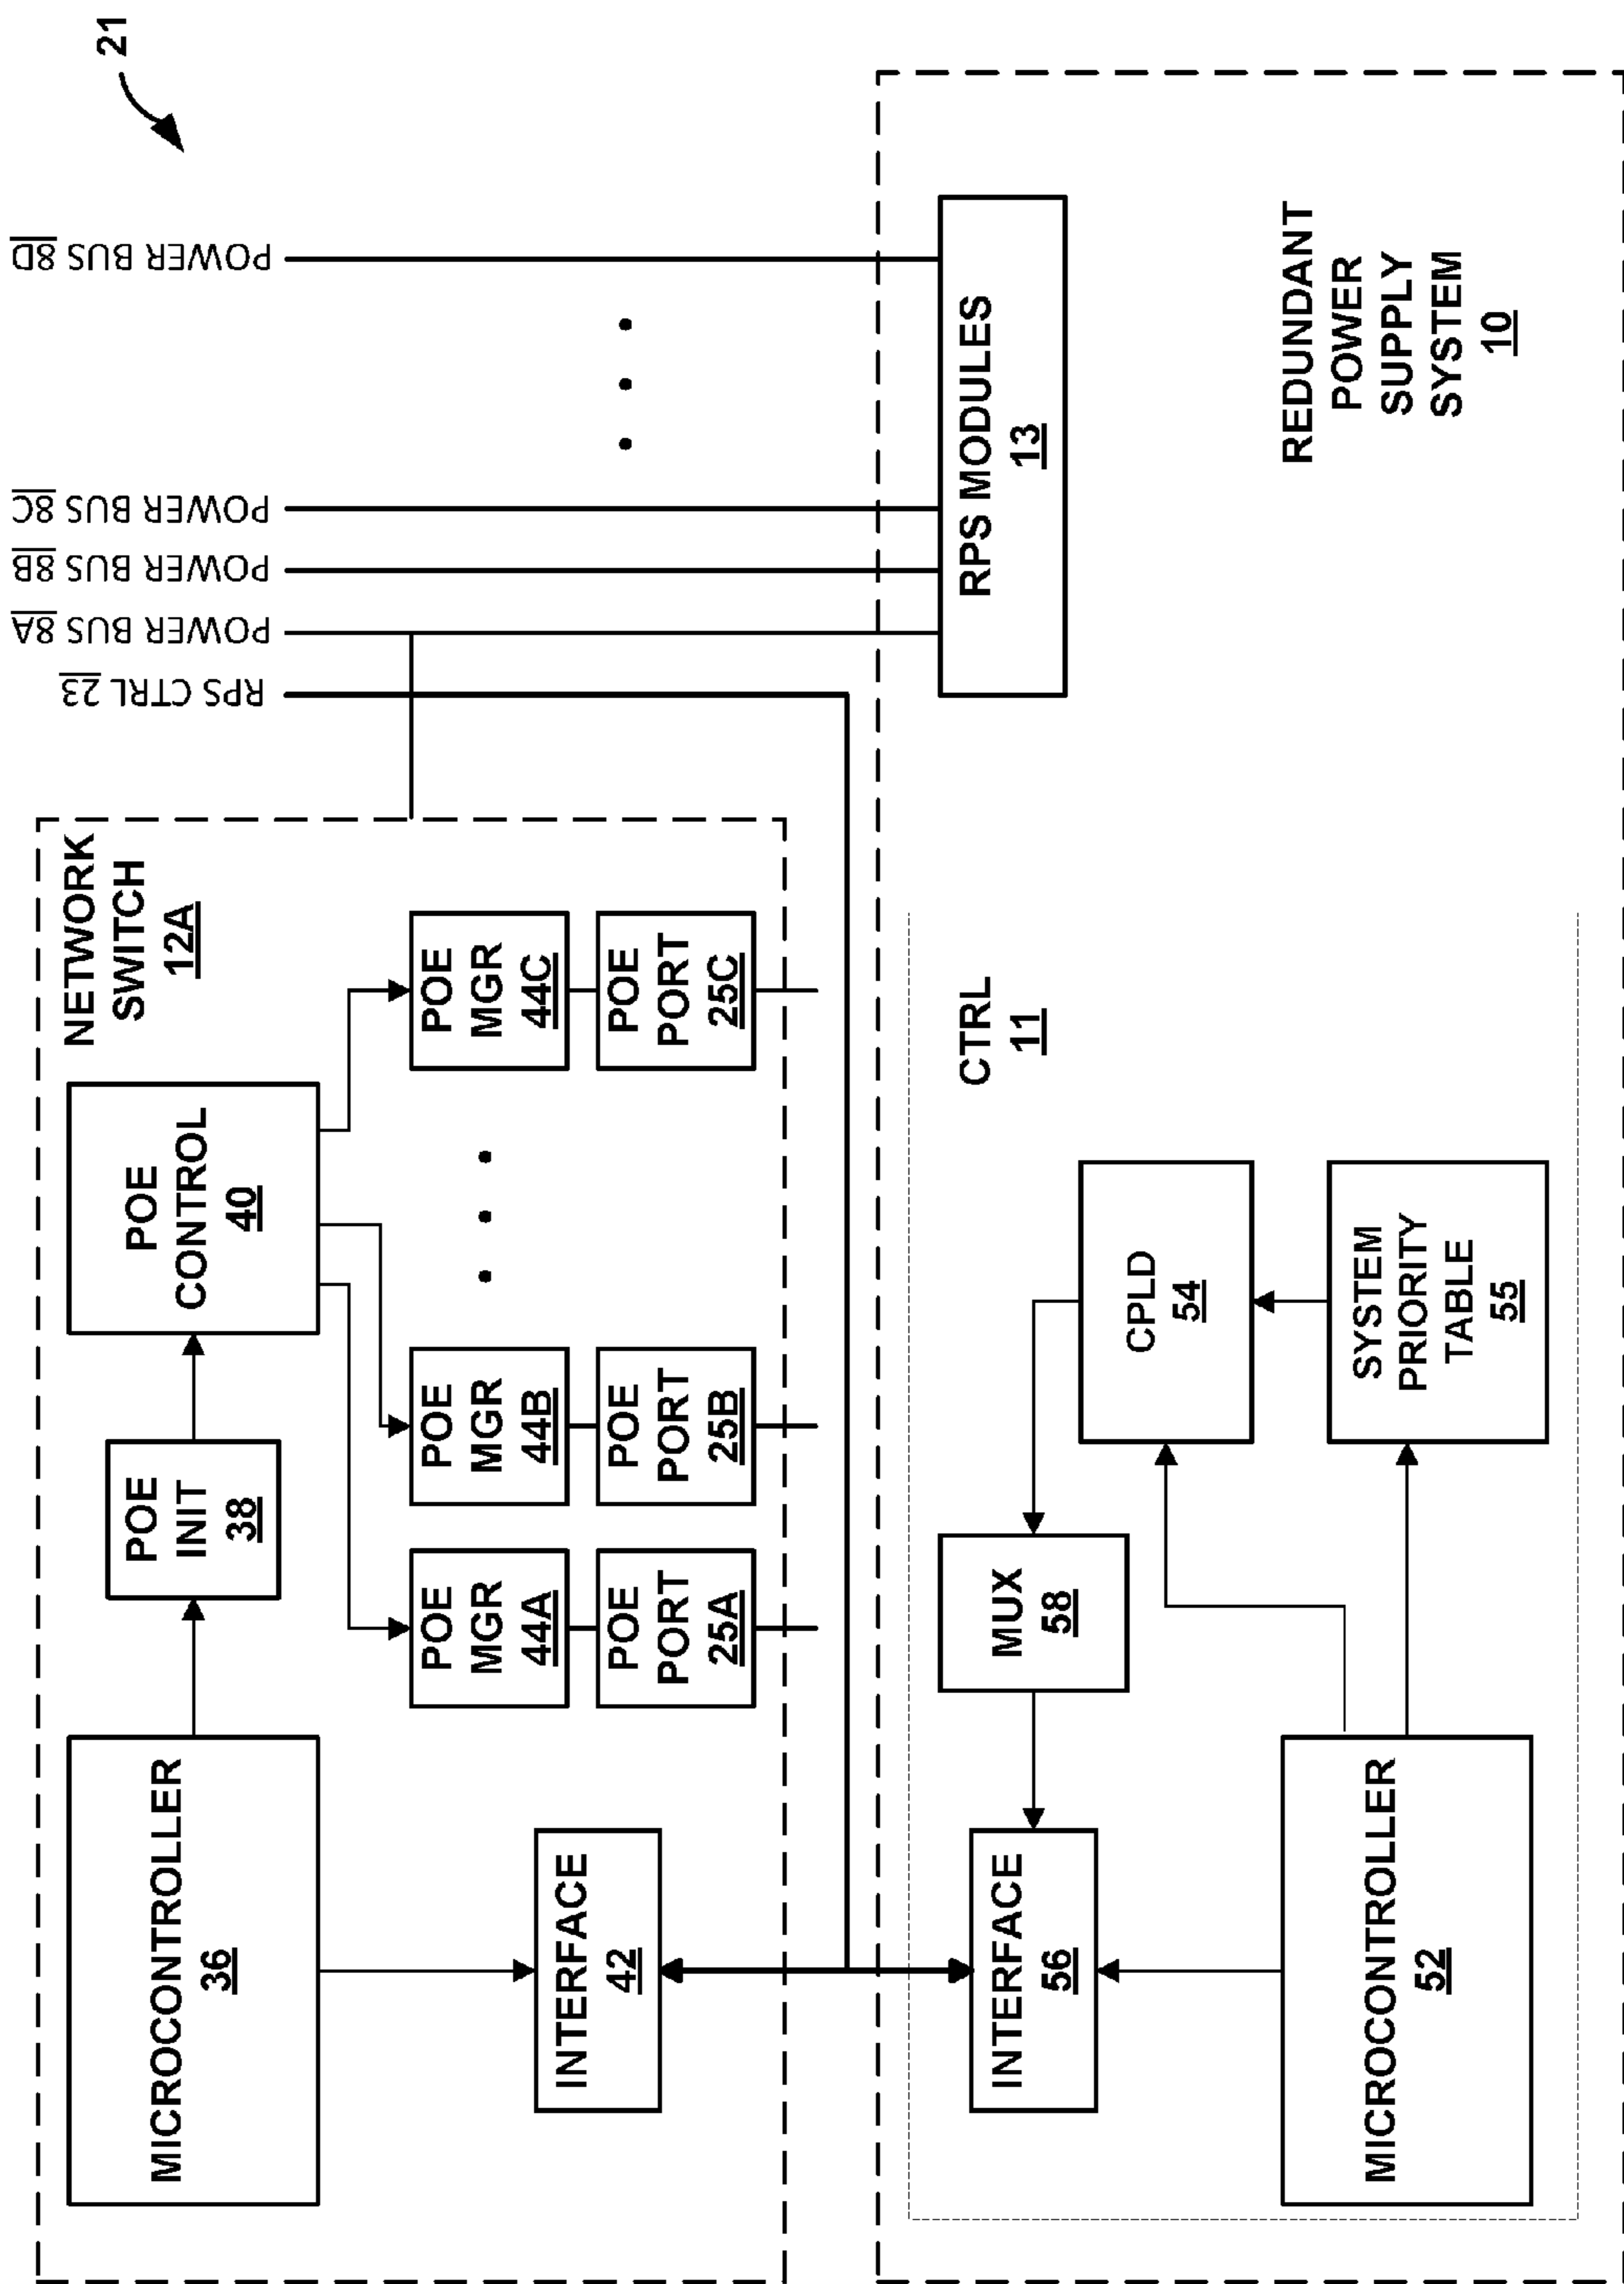 21
NETWORK
SWITCH
12A
MICROCONTROLLER
36
POE
INIT
38
POE
CONTROL
40
INTERFACE
42
POE
MGR
44A
POE
MGR
44B
POE
MGR
44C
POE
PORT
25A
POE
PORT
25B
POE
PORT
25C
RPS CTRL 23
POWER BUS 8A
POWER BUS 8B
POWER BUS 8C
POWER BUS 8D
CTRL
11
INTERFACE
56
MUX
58
CPLD
54
MICROCONTROLLER
52
SYSTEM
PRIORITY
TABLE
55
RPS MODULES
13
REDUNDANT
POWER
SUPPLY
SYSTEM
10